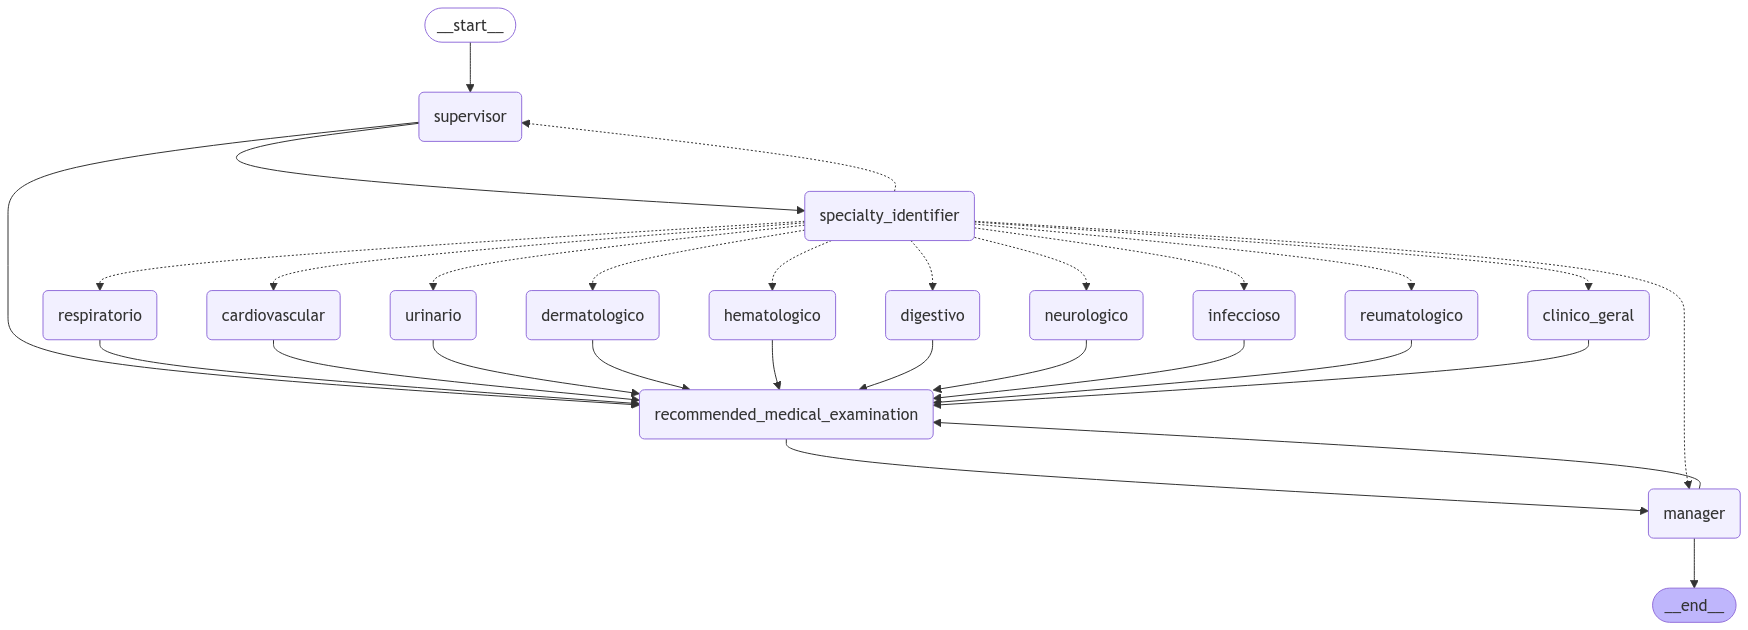 __start__
supervisor
specialty_identifier
respiratorio
cardiovascular
urinario
dermatologico
hematologico
digestivo
neurologico
infeccioso
reumatologico
clinico_geral
recommended_medical_examination
manager
__end__